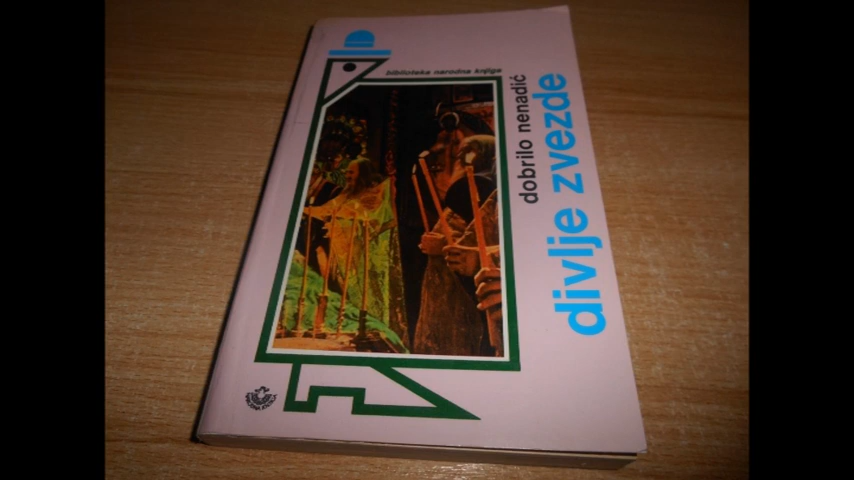 biblioteka narodna knjiga
dobrilo nenadić
divlje zvezde